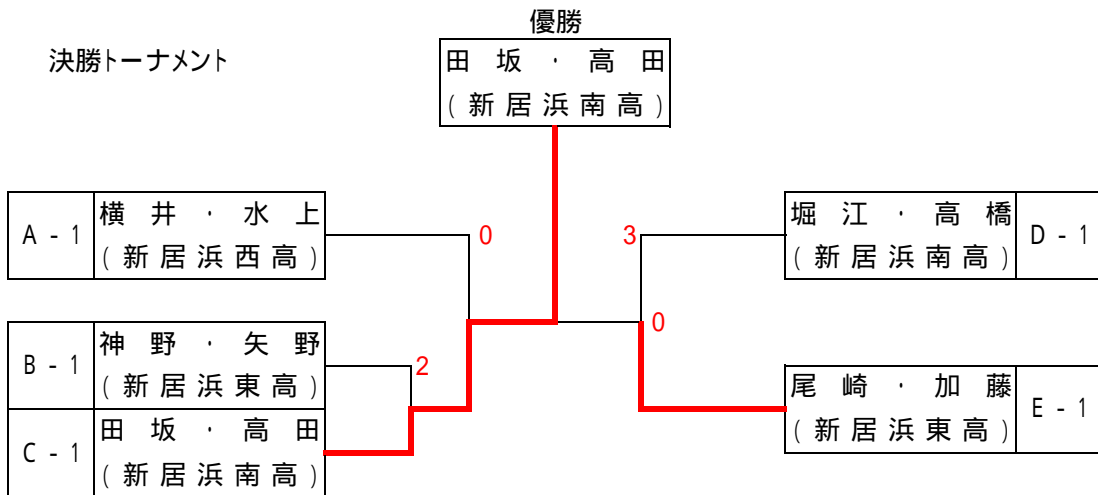 優勝
決勝トーナメント
田坂・高田
(新居浜南高)
A-1
横井・水上
(新居浜西高)
0
3
堀江・高橋
(新居浜南高)
D-1
0
B-1
神野・矢野
(新居浜東高)
2
尾崎・加藤
(新居浜東高)
E-1
C-1
田坂・高田
(新居浜南高)